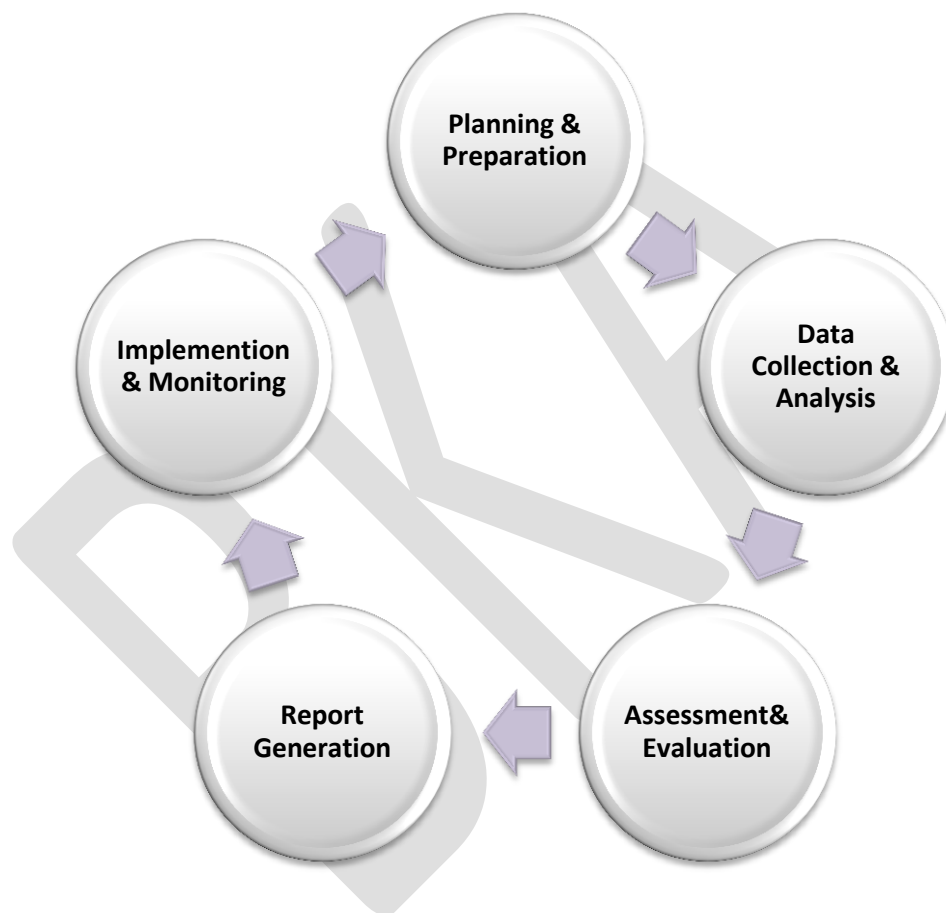 Planning &
Preparation
Data
Collection &
Analysis
Assessment&
Evaluation
Report
Generation
Implemention
& Monitoring